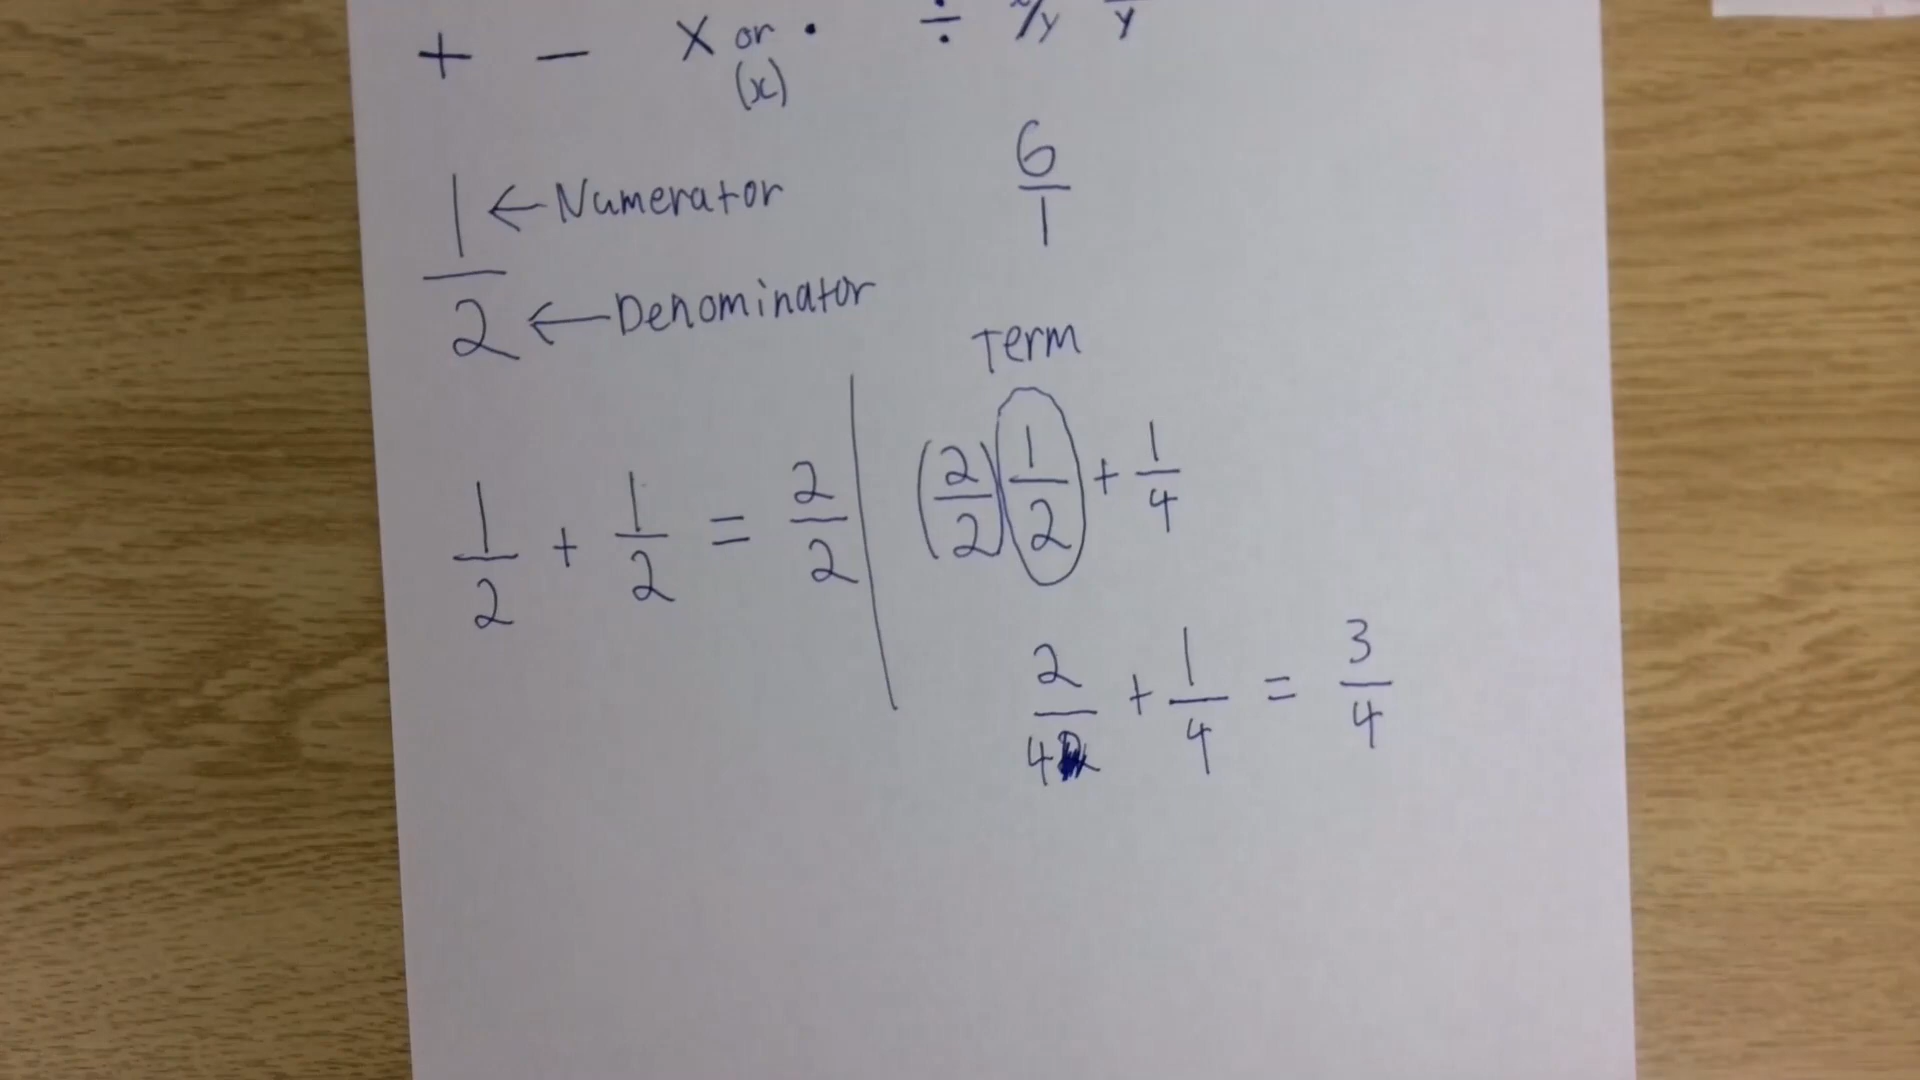 + − X or • ÷ x/y —/y
(x)
1 ← Numerator
2 ← Denominator
6/1
Term
1/2 + 1/2 = 2/2
(2/2) 1/2 + 1/4
2/4 + 1/4 = 3/4